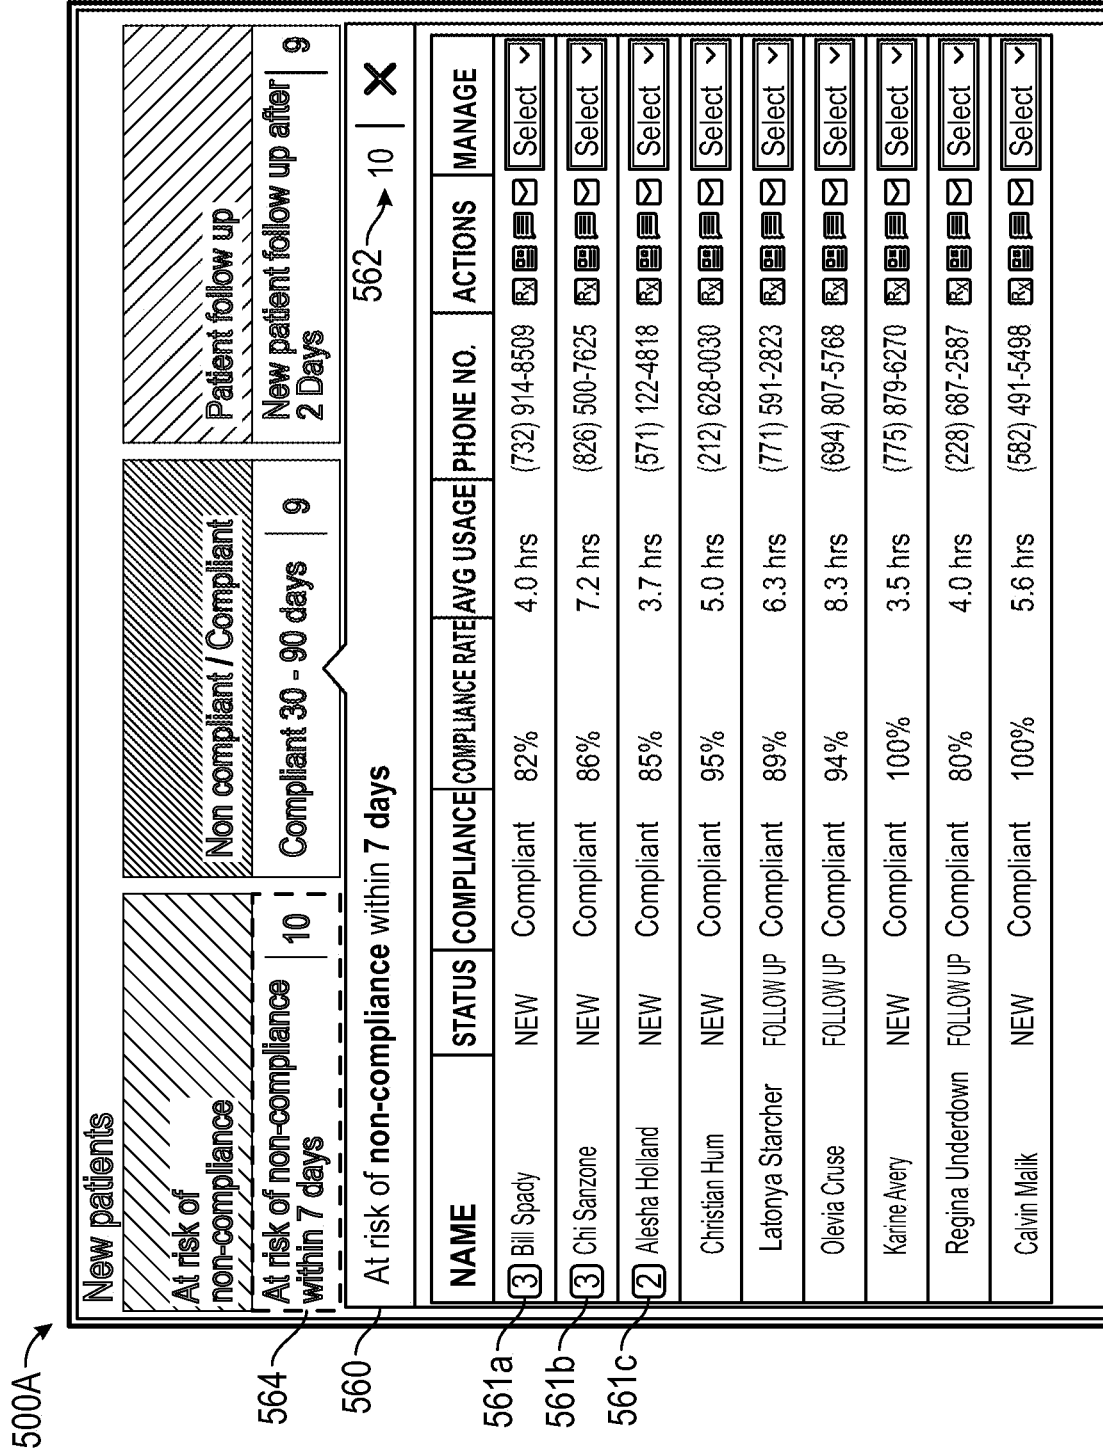 500A
New patients
At risk of
non-compliance
Non compliant / Compliant
Patient follow up
At risk of non-compliance
within 7 days
10
Compliant 30 - 90 days
9
New patient follow up after
2 Days
9
564
560
At risk of non-compliance within 7 days
562
10
NAME STATUS COMPLIANCE COMPLIANCE RATE AVG USAGE PHONE NO. ACTIONS MANAGE
561a 3 Bill Spady NEW Compliant 82% 4.0 hrs (732) 914-8509 Rx Select
561b 3 Chi Sanzone NEW Compliant 86% 7.2 hrs (826) 500-7625 Rx Select
561c 2 Alesha Holland NEW Compliant 85% 3.7 hrs (571) 122-4818 Rx Select
Christian Hum NEW Compliant 95% 5.0 hrs (212) 628-0030 Rx Select
Latonya Starcher FOLLOW UP Compliant 89% 6.3 hrs (771) 591-2823 Rx Select
Olevia Cruse FOLLOW UP Compliant 94% 8.3 hrs (694) 807-5768 Rx Select
Karine Avery NEW Compliant 100% 3.5 hrs (775) 879-6270 Rx Select
Regina Underdown FOLLOW UP Compliant 80% 4.0 hrs (228) 687-2587 Rx Select
Calvin Malik NEW Compliant 100% 5.6 hrs (582) 491-5498 Rx Select